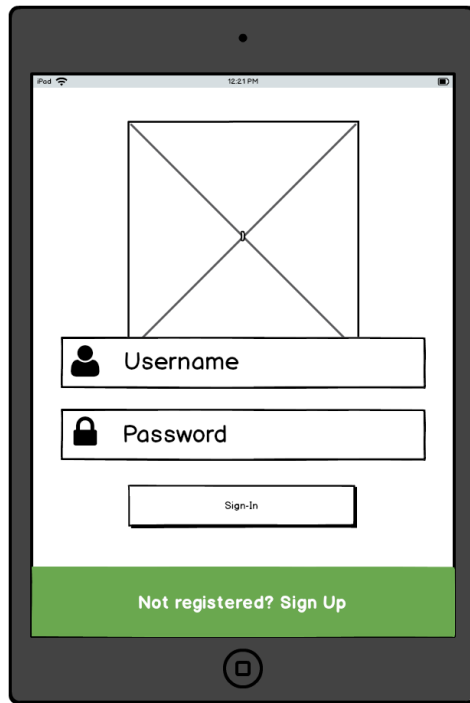 iPad 12:21 PM
Username
Password
Sign-In
Not registered? Sign Up